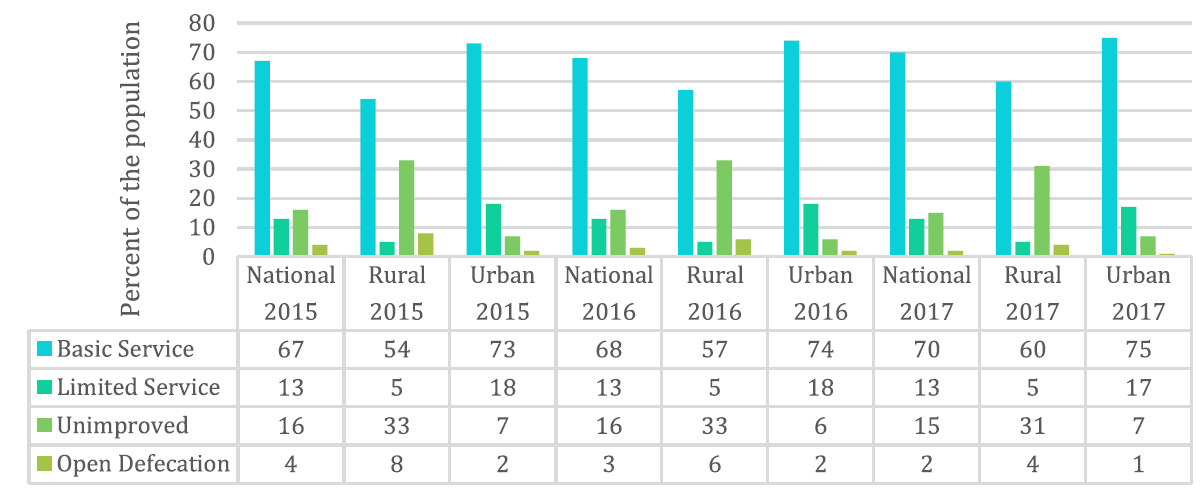 Percent of the population
80
70
60
50
40
30
20
10
0
National 2015 Rural 2015 Urban 2015 National 2016 Rural 2016 Urban 2016 National 2017 Rural 2017 Urban 2017
Basic Service 67 54 73 68 57 74 70 60 75
Limited Service 13 5 18 13 5 18 13 5 17
Unimproved 16 33 7 16 33 6 15 31 7
Open Defecation 4 8 2 3 6 2 2 4 1